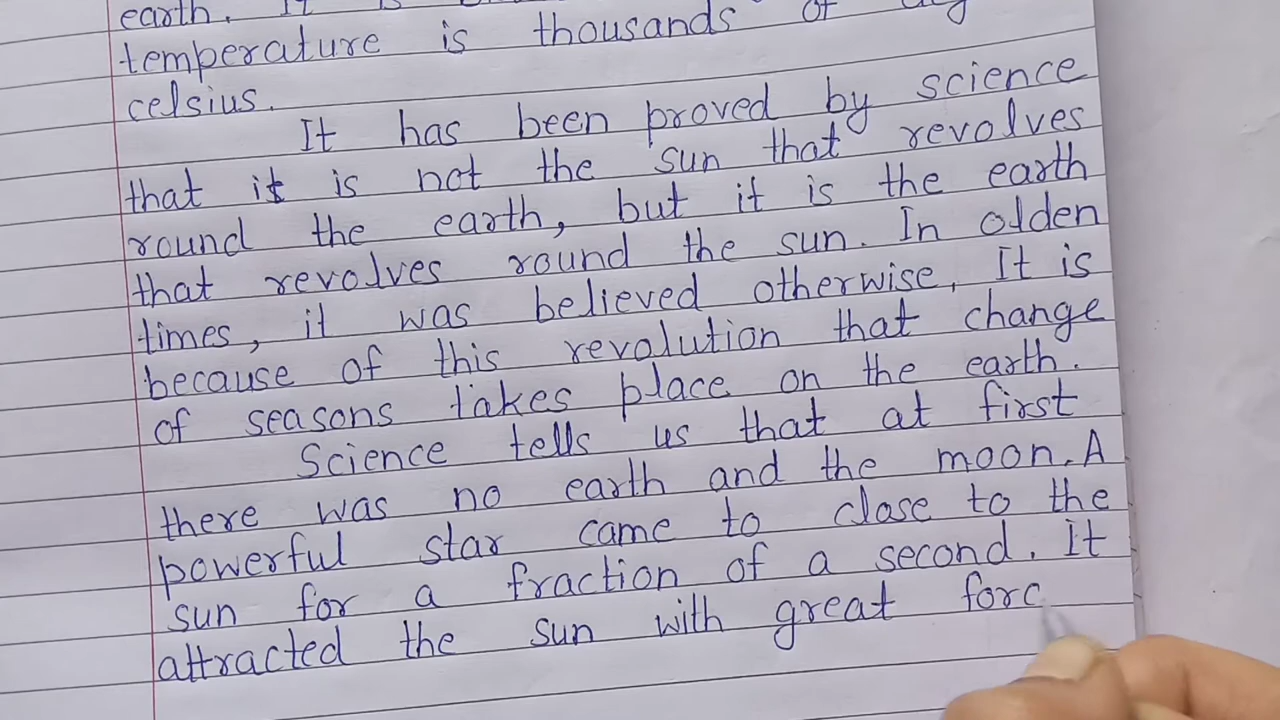 earth. It is
temperature is thousands of
celsius.
It has been proved by science
that it is not the sun that revolves
round the earth, but it is the earth
that revolves round the sun. In olden
times, it was believed otherwise. It is
because of this revolution that change
of seasons takes place on the earth.
Science tells us that at first
there was no earth and the moon. A
powerful star came to close to the
sun for a fraction of a second. It
attracted the sun with great forc